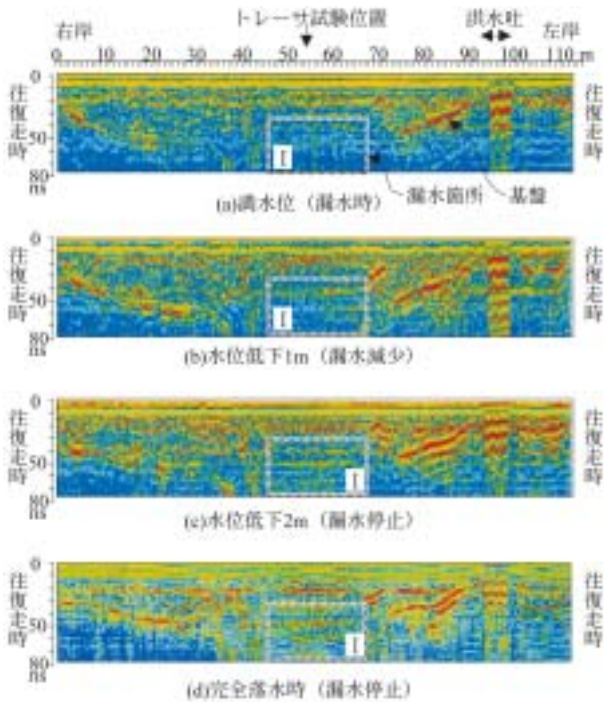 トレーサ試験位置 洪水吐
右岸 左岸
0 10 20 30 40 50 60 70 80 90 100 110 m
往復走時
0
50
80
ns
I
往復走時
漏水箇所 基盤
(a)満水位（漏水時）
往復走時
0
50
80
ns
I
往復走時
(b)水位低下1m（漏水減少）
往復走時
0
50
80
ns
I
往復走時
(c)水位低下2m（漏水停止）
往復走時
0
50
80
ns
I
往復走時
(d)完全落水時（漏水停止）